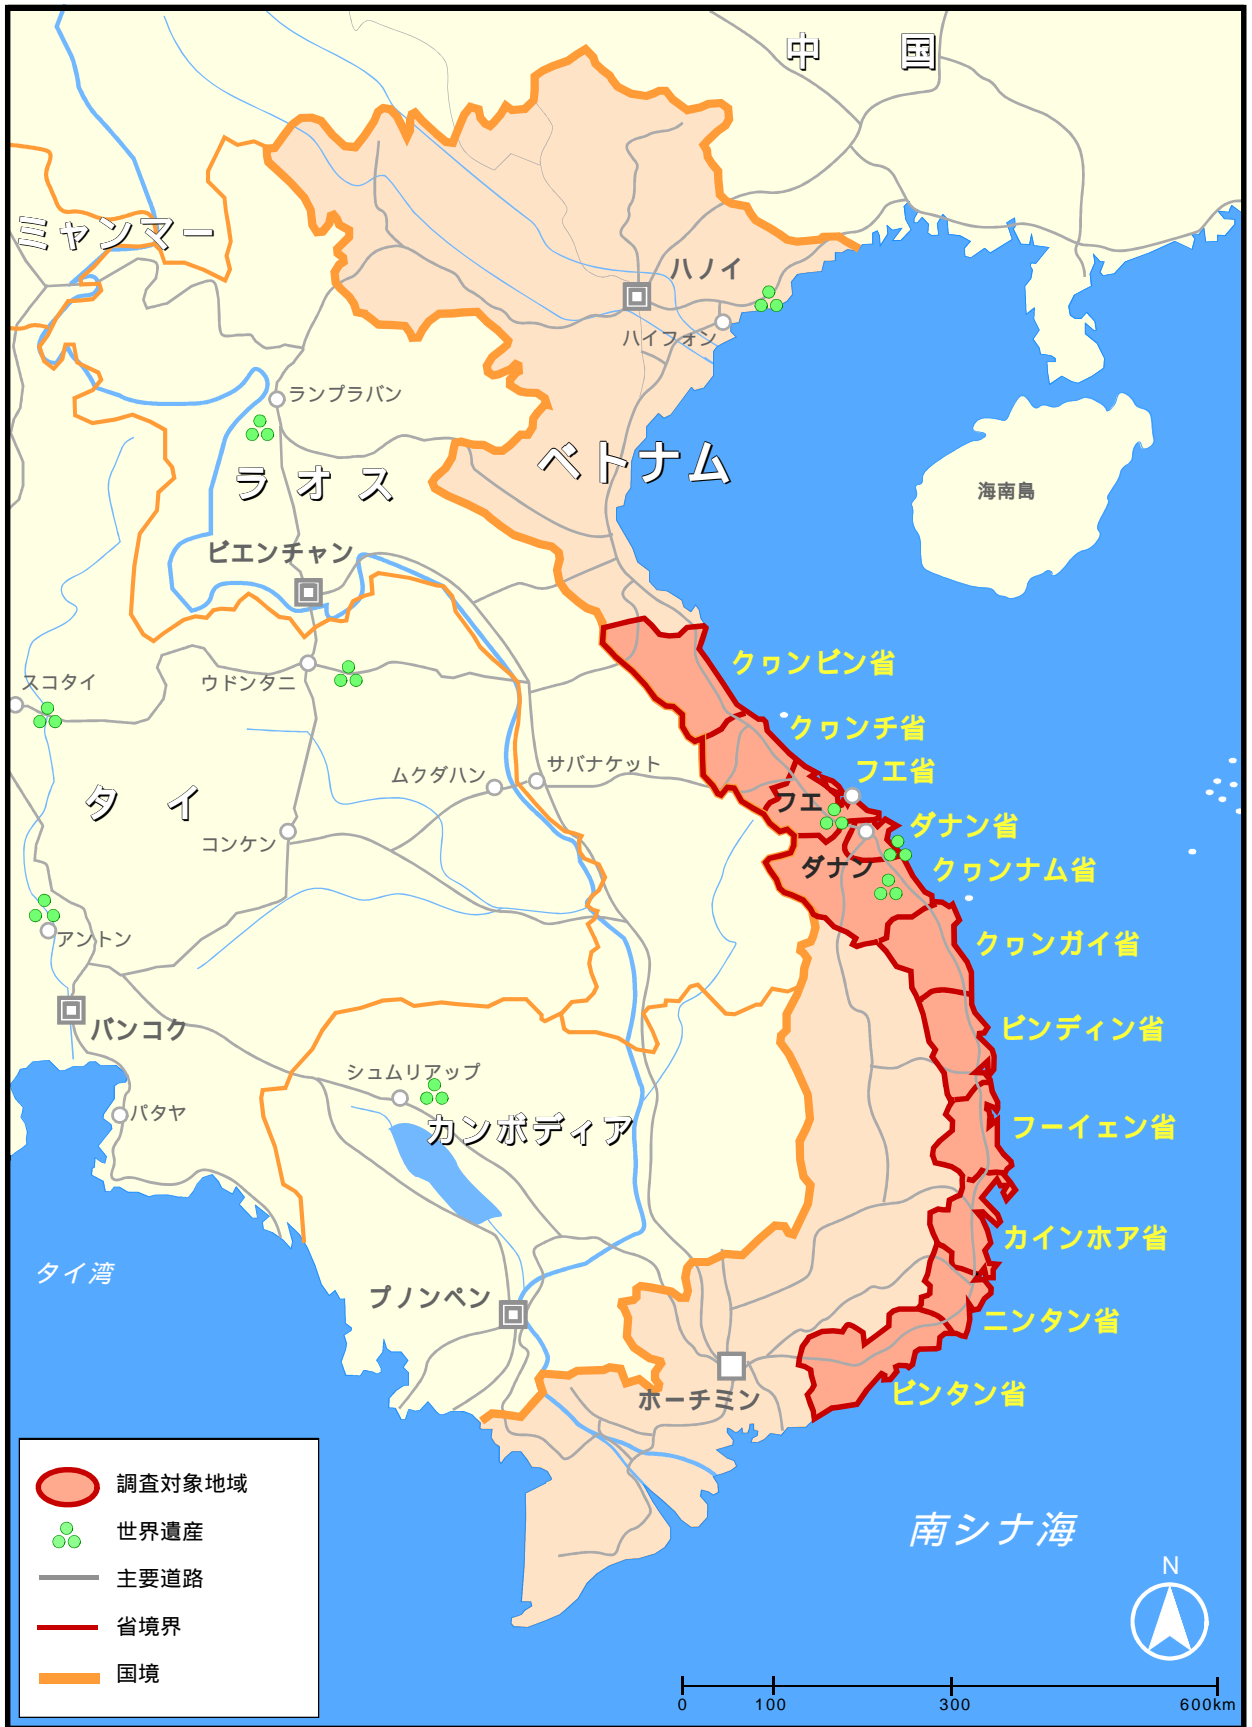 中 国
ミャンマー
ハノイ
ハイフォン
ランプラバン
ベトナム
ラオス
海南島
ビエンチャン
クヮンビン省
スコタイ
ウドンタニ
クヮンチ省
ムクダハン
サバナケット
フエ省
タイ
フエ
ダナン省
コンケン
ダナン
クヮンナム省
アントン
クヮンガイ省
バンコク
ビンディン省
シュムリアップ
パタヤ
カンボディア
フーイェン省
カインホア省
タイ湾
プノンペン
ニンタン省
ホーチミン
ビンタン省
調査対象地域
世界遺産
主要道路
省境界
国境
南シナ海
N
0 100 300 600km